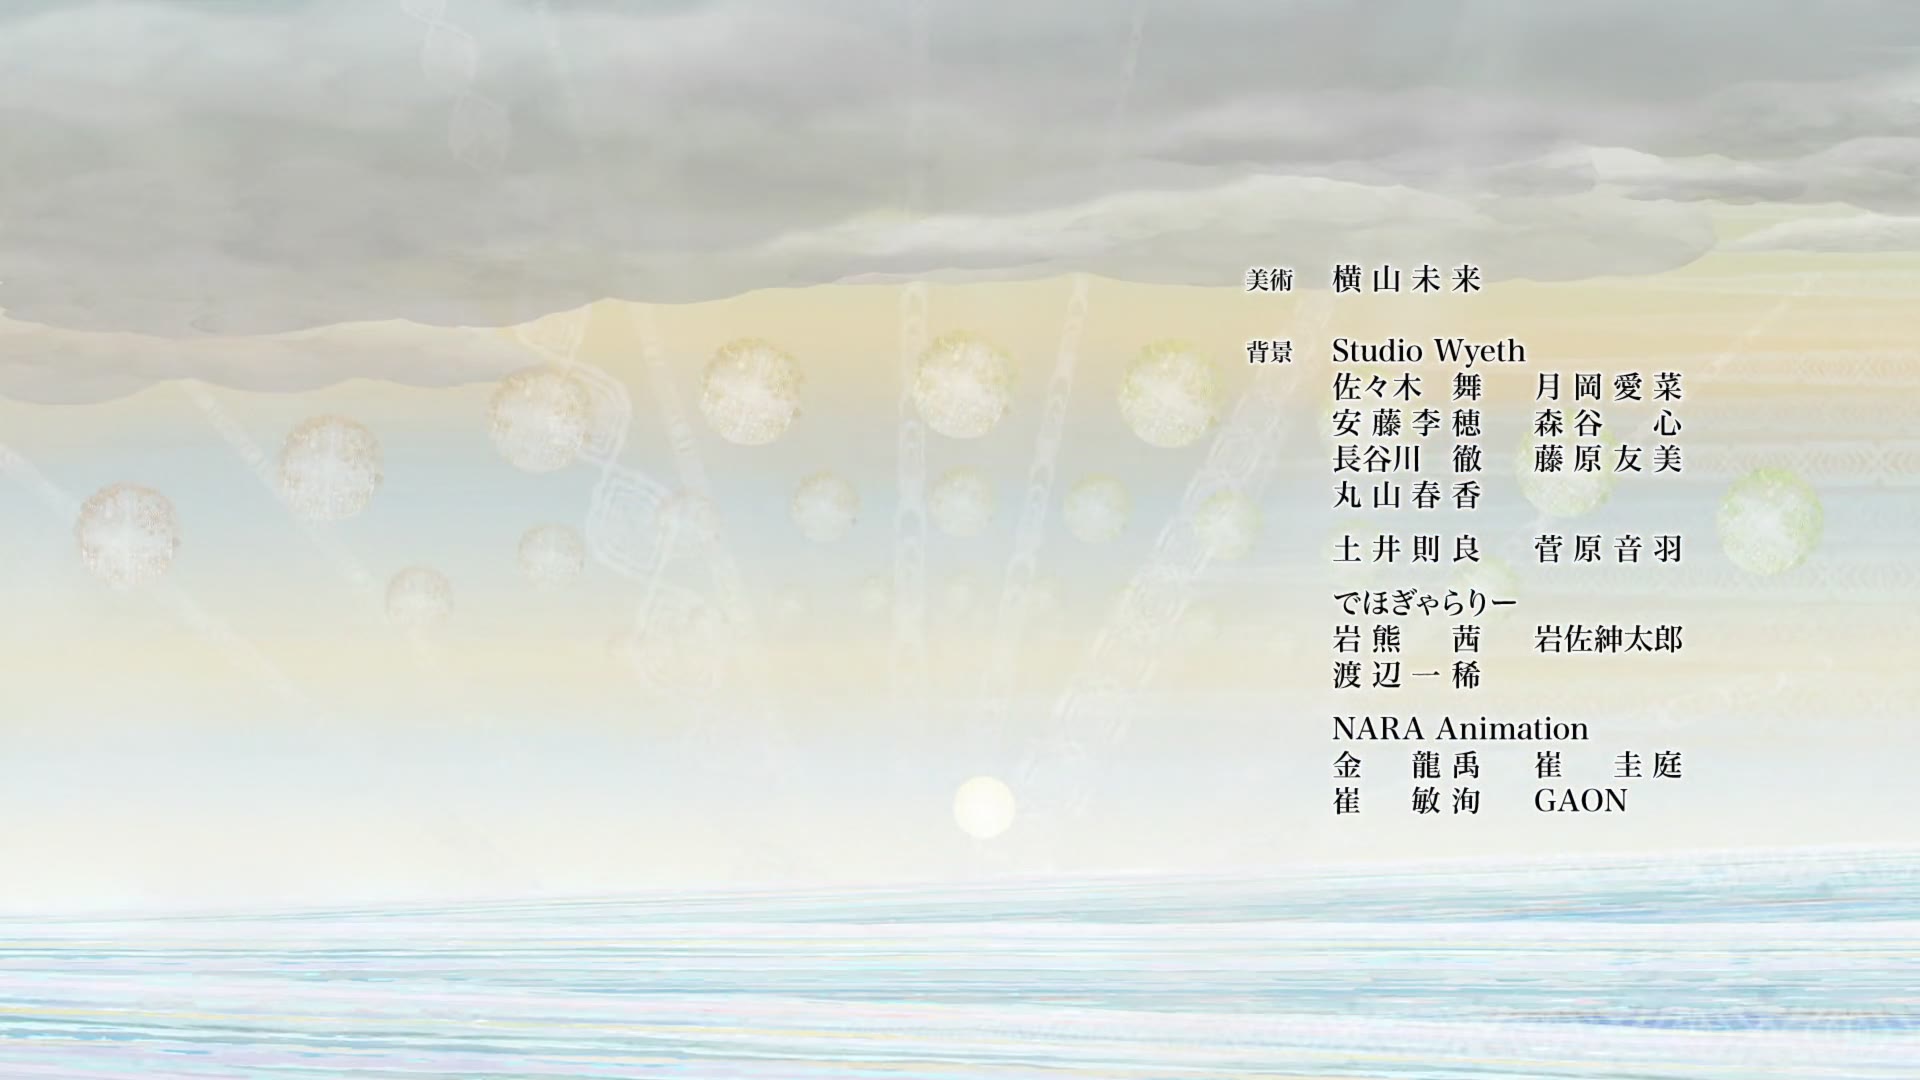 美術 横山未来
背景 Studio Wyeth
佐々木 舞 月岡愛菜
安藤李穂 森谷 心
長谷川 徹 藤原友美
丸山春香
土井則良 菅原音羽
でほぎゃらりー
岩熊 茜 岩佐紳太郎
渡辺一稀
NARA Animation
金 龍禹 崔 圭庭
崔 敏洵 GAON